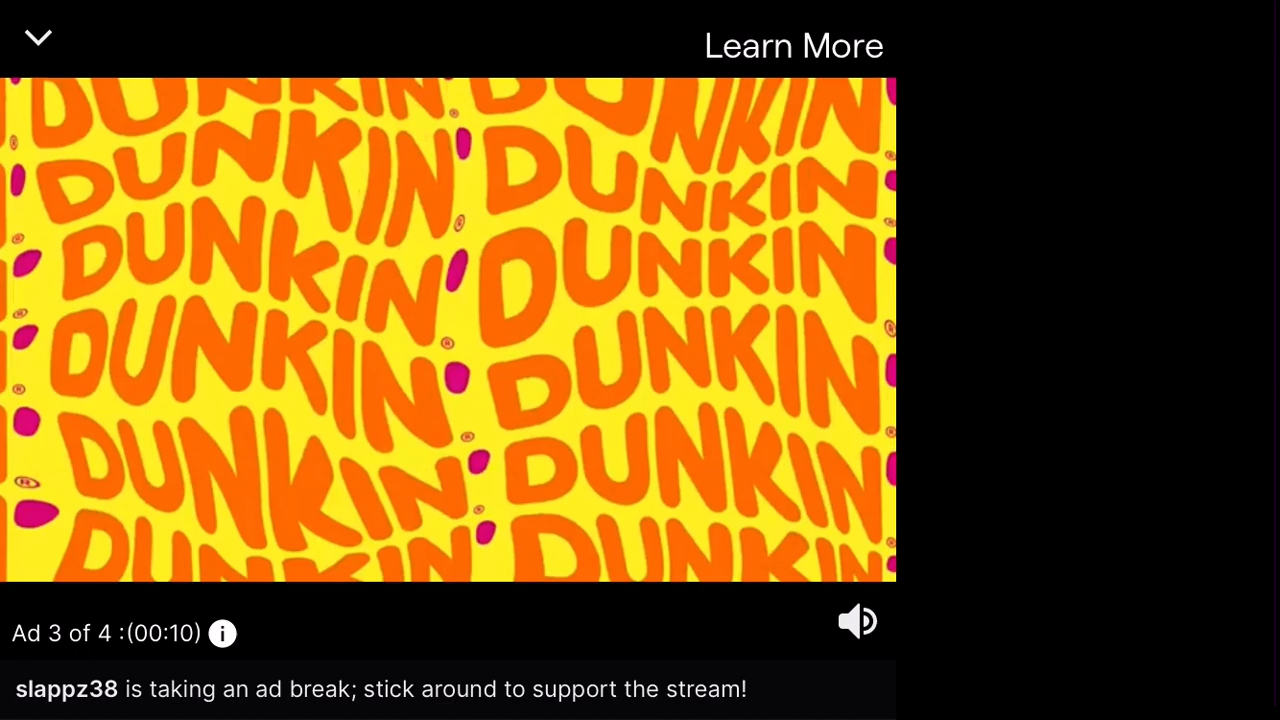 Learn More
DUNKIN DUNKIN
DUNKIN DUNKIN
DUNKIN® DUNKIN®
DUNKIN® DUNKIN®
DUNKIN® DUNKIN®
DUNKIN® DUNKIN®
Ad 3 of 4 :(00:10) i
slappz38 is taking an ad break; stick around to support the stream!